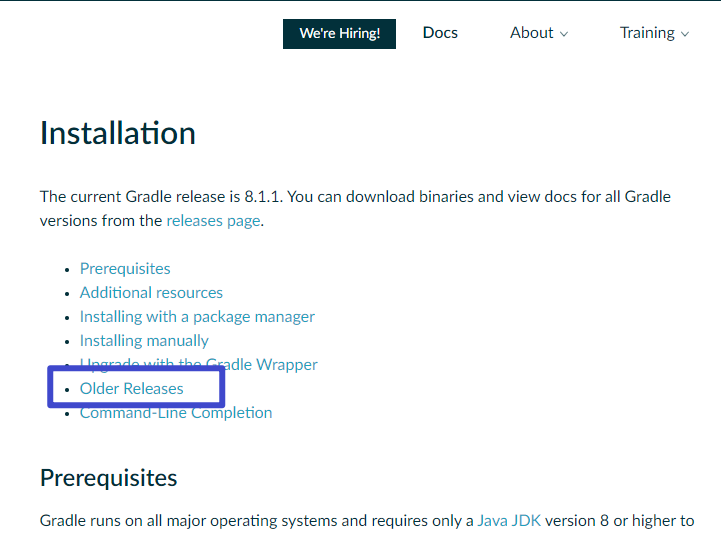 We're Hiring! Docs About Training
Installation
The current Gradle release is 8.1.1. You can download binaries and view docs for all Gradle
versions from the releases page.
Prerequisites
Additional resources
Installing with a package manager
Installing manually
Upgrade with the Gradle Wrapper
Older Releases
Command-Line Completion
Prerequisites
Gradle runs on all major operating systems and requires only a Java JDK version 8 or higher to